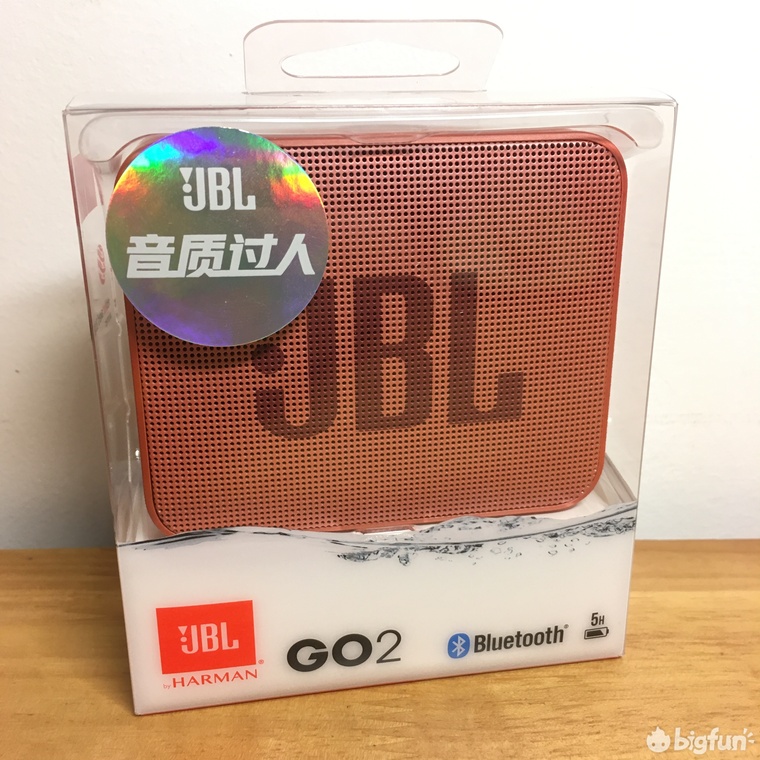 JBL
音质过人
JBL
JBL
by HARMAN®
GO2
Bluetooth®
5H
bigfun